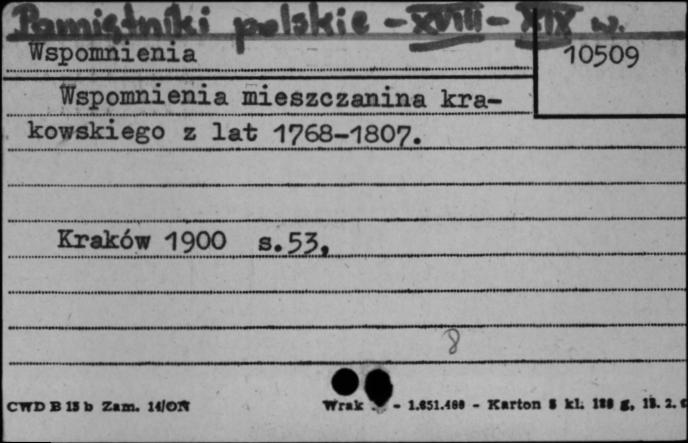 Pamiętniki polskie - XVIII - XIX w.
Wspomnienia
10509
Wspomnienia mieszczanina kra-
kowskiego z lat 1768-1807.
Kraków 1900 s.53,
8
CWD B 15 b Zam. 14/ON Wrak - 1.651.400 - Karton kl.